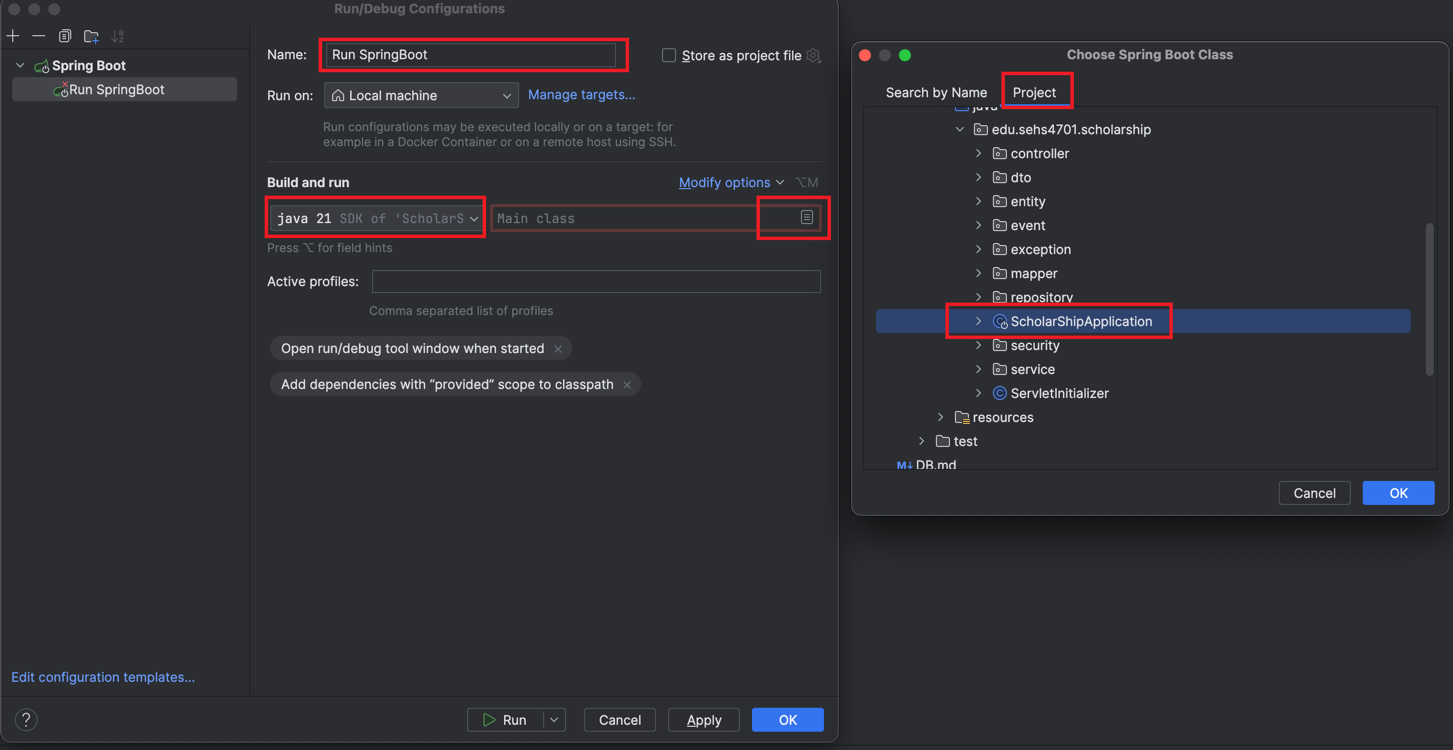 Run/Debug Configurations
Spring Boot
Run SpringBoot
Edit configuration templates...
?
Name: Run SpringBoot
Store as project file
Run on: Local machine Manage targets...
Run configurations may be executed locally or on a target: for
example in a Docker Container or on a remote host using SSH.
Build and run Modify options ⌥M
java 21 SDK of 'ScholarS Main class
Press ⌥ for field hints
Active profiles:
Comma separated list of profiles
Open run/debug tool window when started ×
Add dependencies with “provided” scope to classpath ×
Run Cancel Apply OK
Choose Spring Boot Class
Search by Name Project
java
edu.sehs4701.scholarship
controller
dto
entity
event
exception
mapper
repository
ScholarShipApplication
security
service
ServletInitializer
resources
test
M↓ DB.md
Cancel OK